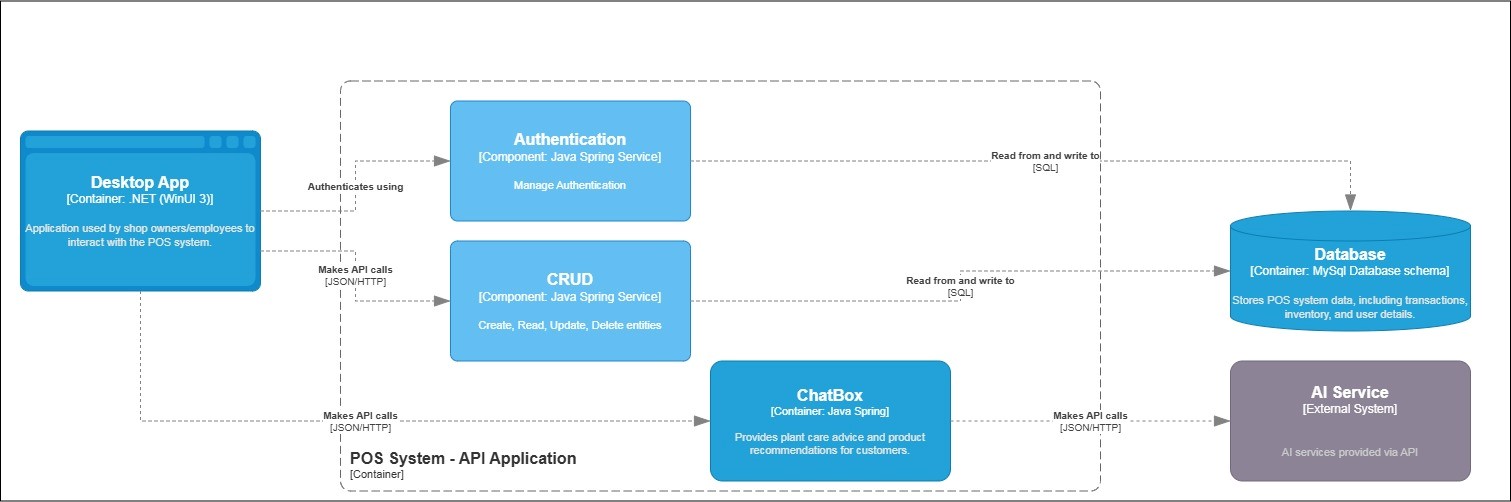 Desktop App
[Container: .NET (WinUI 3)]
Application used by shop owners/employees to
interact with the POS system.
Authenticates using
Makes API calls
[JSON/HTTP]
Makes API calls
[JSON/HTTP]
Authentication
[Component: Java Spring Service]
Manage Authentication
CRUD
[Component: Java Spring Service]
Create, Read, Update, Delete entities
ChatBox
[Container: Java Spring]
Provides plant care advice and product
recommendations for customers.
POS System - API Application
[Container]
Read from and write to
[SQL]
Read from and write to
[SQL]
Makes API calls
[JSON/HTTP]
Database
[Container: MySql Database schema]
Stores POS system data, including transactions,
inventory, and user details.
AI Service
[External System]
AI services provided via API